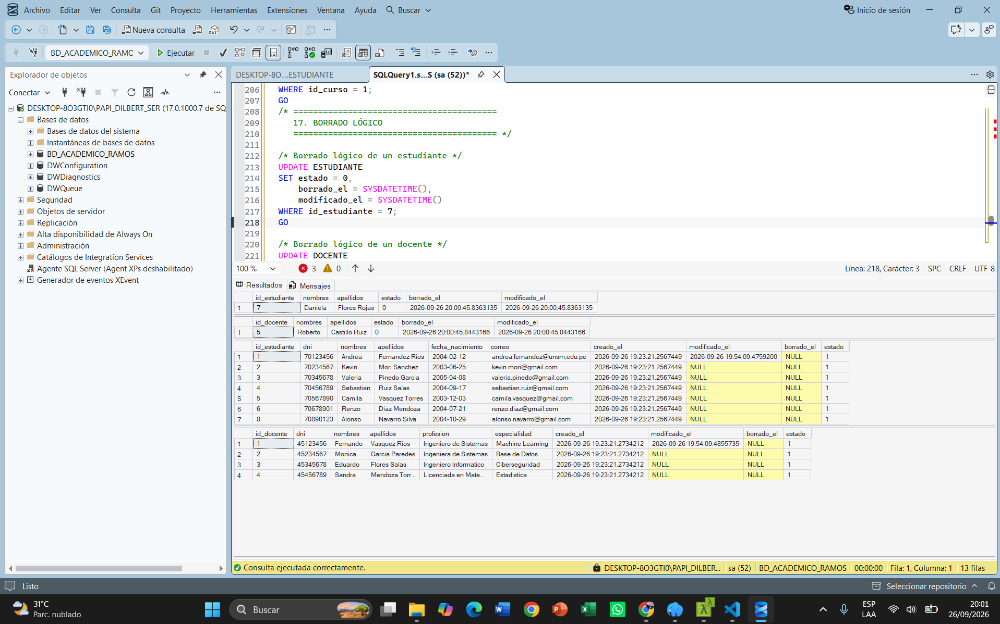 Archivo Editar Ver Consulta Git Proyecto Herramientas Extensiones Ventana Ayuda Buscar Inicio de sesión
Nueva consulta
BD_ACADEMICO_RAMC Ejecutar
Explorador de objetos
Conectar
DESKTOP-8O3GTI0\PAPI_DILBERT_SER (17.0.1000.7 de SQ
Bases de datos
Bases de datos del sistema
Instantáneas de bases de datos
BD_ACADEMICO_RAMOS
DWConfiguration
DWDiagnostics
DWQueue
Seguridad
Objetos de servidor
Replicación
Alta disponibilidad de Always On
Administración
Catálogos de Integration Services
Agente SQL Server (Agent XPs deshabilitado)
Generador de eventos XEvent
DESKTOP-8O....ESTUDIANTE SQLQuery1.s...S (sa (52))*
206 WHERE id_curso = 1;
207 GO
208 /* =========================================
209 17. BORRADO LÓGICO
210 ========================================= */
211
212 /* Borrado lógico de un estudiante */
213 UPDATE ESTUDIANTE
214 SET estado = 0,
215 borrado_el = SYSDATETIME(),
216 modificado_el = SYSDATETIME()
217 WHERE id_estudiante = 7;
218 GO
219
220 /* Borrado lógico de un docente */
221 UPDATE DOCENTE
100 % 3 0 Línea: 218, Carácter: 3 SPC CRLF UTF-8
Resultados Mensajes
id_estudiante nombres apellidos estado borrado_el modificado_el
1 7 Daniela Flores Rojas 0 2026-09-26 20:00:45.8363135 2026-09-26 20:00:45.8363135
id_docente nombres apellidos estado borrado_el modificado_el
1 5 Roberto Castillo Ruiz 0 2026-09-26 20:00:45.8443166 2026-09-26 20:00:45.8443166
id_estudiante dni nombres apellidos fecha_nacimiento correo creado_el modificado_el borrado_el estado
1 1 70123456 Andrea Fernandez Rios 2004-02-12 andrea.fernandez@unsm.edu.pe 2026-09-26 19:23:21.2567449 2026-09-26 19:54:09.4759200 NULL 1
2 2 70234567 Kevin Mori Sanchez 2003-06-25 kevin.mori@gmail.com 2026-09-26 19:23:21.2567449 NULL NULL 1
3 3 70345678 Valeria Pinedo Garcia 2005-04-08 valeria.pinedo@gmail.com 2026-09-26 19:23:21.2567449 NULL NULL 1
4 4 70456789 Sebastian Ruiz Salas 2004-09-17 sebastian.ruiz@gmail.com 2026-09-26 19:23:21.2567449 NULL NULL 1
5 5 70567890 Camila Vasquez Torres 2003-12-03 camila.vasquez@gmail.com 2026-09-26 19:23:21.2567449 NULL NULL 1
6 6 70678901 Renzo Diaz Mendoza 2004-07-21 renzo.diaz@gmail.com 2026-09-26 19:23:21.2567449 NULL NULL 1
7 8 70890123 Alonso Navarro Silva 2004-10-29 alonso.navarro@gmail.com 2026-09-26 19:23:21.2567449 NULL NULL 1
id_docente dni nombres apellidos profesion especialidad creado_el modificado_el borrado_el estado
1 1 45123456 Fernando Vasquez Rios Ingeniero de Sistemas Machine Learning 2026-09-26 19:23:21.2734212 2026-09-26 19:54:09.4855735 NULL 1
2 2 45234567 Monica Garcia Paredes Ingeniera de Sistemas Base de Datos 2026-09-26 19:23:21.2734212 NULL NULL 1
3 3 45345678 Eduardo Flores Salas Ingeniero Informatico Ciberseguridad 2026-09-26 19:23:21.2734212 NULL NULL 1
4 4 45456789 Sandra Mendoza Torr... Licenciada en Mate... Estadistica 2026-09-26 19:23:21.2734212 NULL NULL 1
Consulta ejecutada correctamente. DESKTOP-8O3GTI0\PAPI_DILBER... sa (52) BD_ACADEMICO_RAMOS 00:00:00 Fila: 1, Columna: 1 13 filas
Listo Seleccionar repositorio
31°C
Parc. nublado
Buscar
ESP
LAA
20:01
26/09/2026